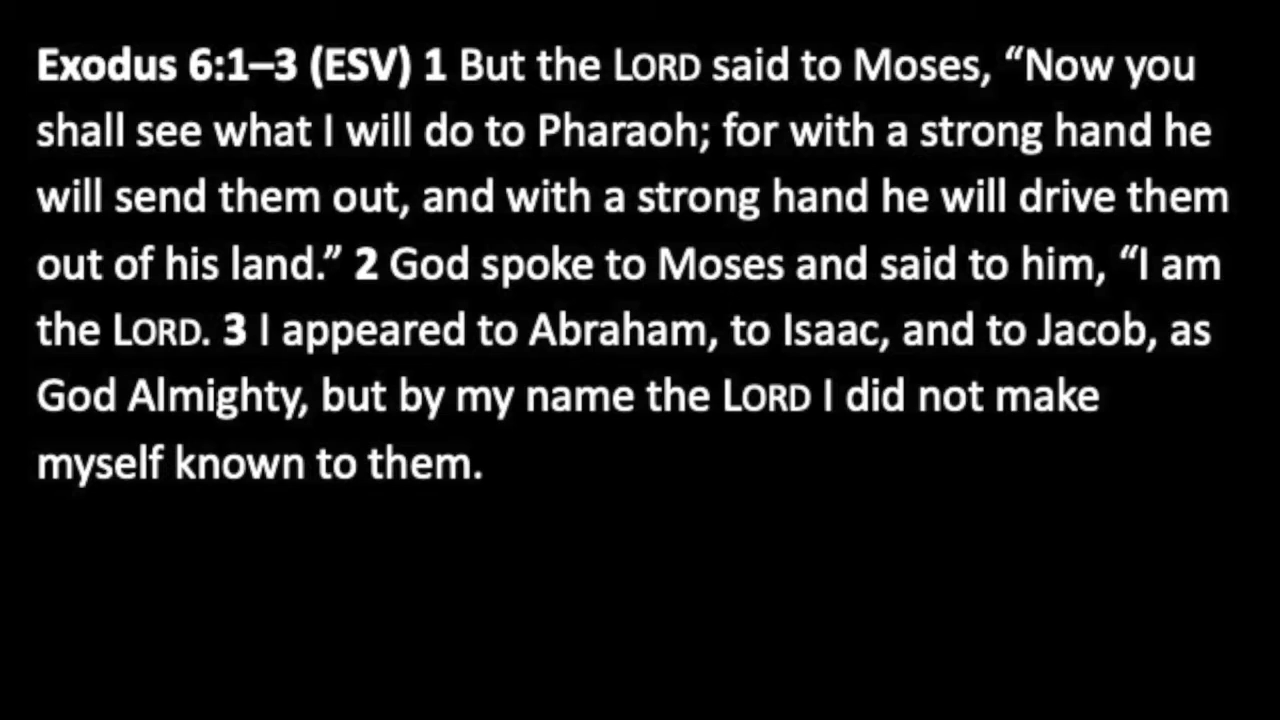 Exodus 6:1–3 (ESV) 1 But the LORD said to Moses, “Now you
shall see what I will do to Pharaoh; for with a strong hand he
will send them out, and with a strong hand he will drive them
out of his land.” 2 God spoke to Moses and said to him, “I am
the LORD. 3 I appeared to Abraham, to Isaac, and to Jacob, as
God Almighty, but by my name the LORD I did not make
myself known to them.